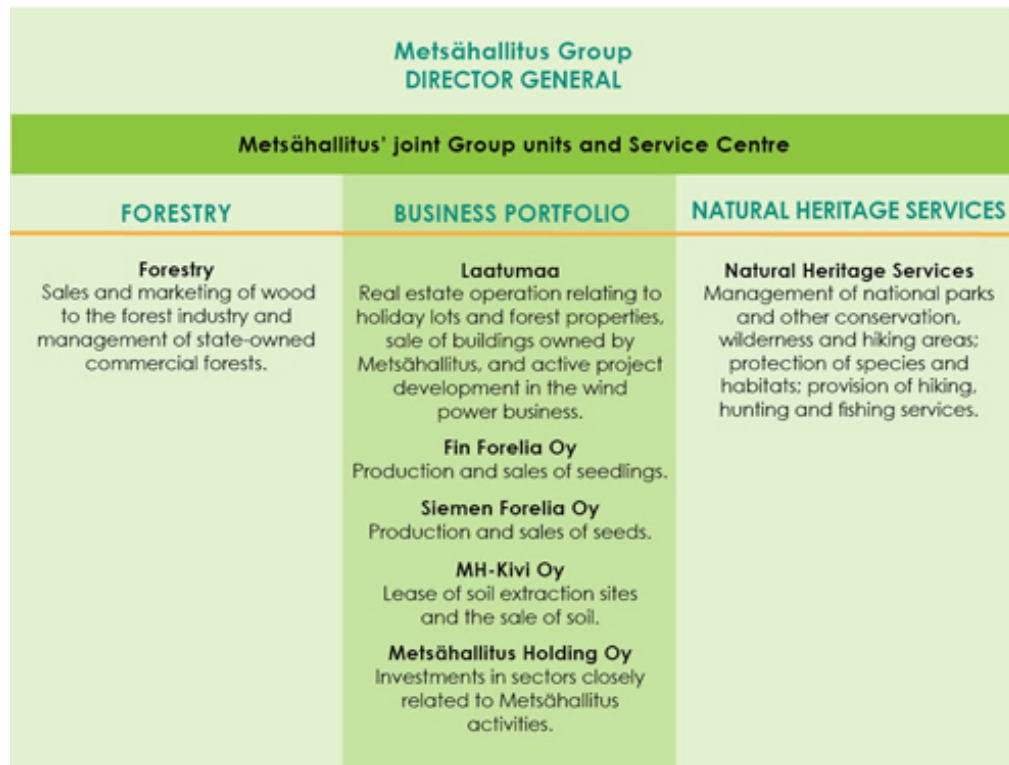 Metsähallitus Group
DIRECTOR GENERAL
Metsähallitus' joint Group units and Service Centre
FORESTRY
Forestry
Sales and marketing of wood
to the forest industry and
management of state-owned
commercial forests.
BUSINESS PORTFOLIO
Laatumaa
Real estate operation relating to
holiday lots and forest properties,
sale of buildings owned by
Metsähallitus, and active project
development in the wind
power business.
Fin Forelia Oy
Production and sales of seedlings.
Siemen Forelia Oy
Production and sales of seeds.
MH-Kivi Oy
Lease of soil extraction sites
and the sale of soil.
Metsähallitus Holding Oy
Investments in sectors closely
related to Metsähallitus
activities.
NATURAL HERITAGE SERVICES
Natural Heritage Services
Management of national parks
and other conservation,
wilderness and hiking areas;
protection of species and
habitats; provision of hiking,
hunting and fishing services.